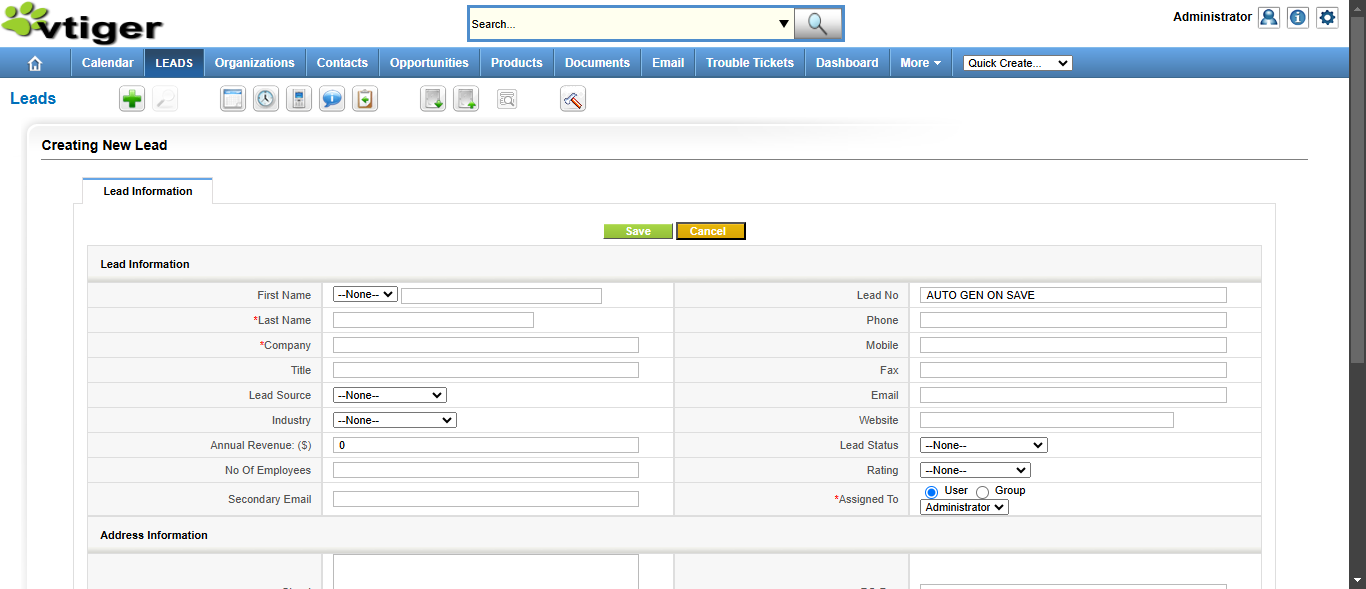 vtiger
Search...
Administrator
Calendar LEADS Organizations Contacts Opportunities Products Documents Email Trouble Tickets Dashboard More Quick Create...
Leads
Creating New Lead
Lead Information
Save Cancel
Lead Information
First Name --None-- Lead No AUTO GEN ON SAVE
*Last Name Phone
*Company Mobile
Title Fax
Lead Source --None-- Email
Industry --None-- Website
Annual Revenue: ($) 0 Lead Status --None--
No Of Employees Rating --None--
Secondary Email *Assigned To User Group
Administrator
Address Information